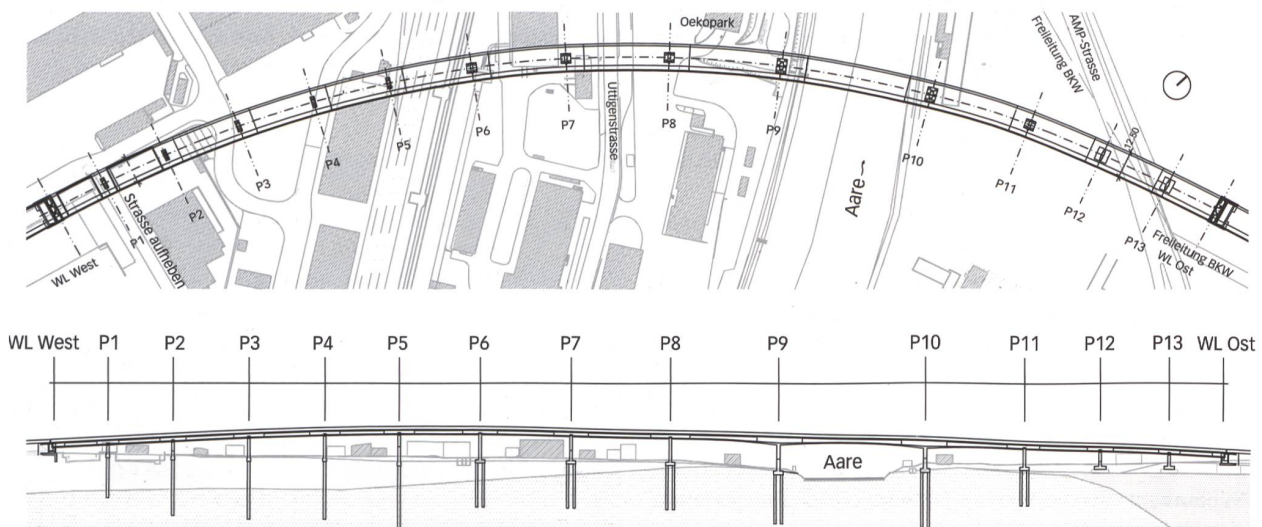 Oekopark
AMP-Strasse
Freileitung BKW
Uttigenstrasse
12.80
P1
P2
P3
P4
P5
P6
P7
P8
P9
P10
P11
P12
P13
Aare
Strasse aufheben
WL West
Freileitung BKW
WL Ost
WL West P1 P2 P3 P4 P5 P6 P7 P8 P9 P10 P11 P12 P13 WL Ost
Aare